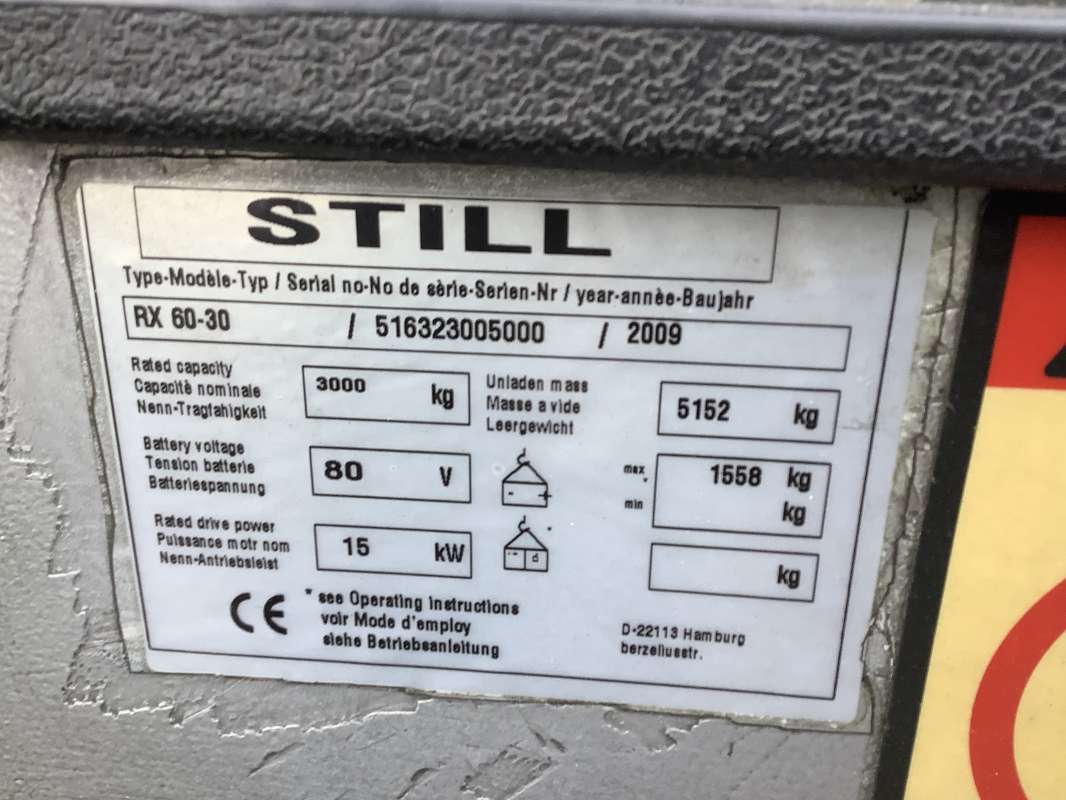 STILL
Type-Modèle-Typ / Serial no-No de sèrie-Serien-Nr / year-annèe-Baujahr
RX 60-30 / 516323005000 / 2009
Rated capacity
Capacitè nominale
Nenn-Tragfahigkeit
3000 kg
Unladen mass
Masse a vide
Leergewicht
5152 kg
Battery voltage
Tension batterie
Batteriespannung
80 V
max. 1558 kg
min kg
Rated drive power
Puissance motr nom
Nenn-Antriebsleist
15 kW
kg
CE
* see Operating instructions
voir Mode d'employ
siehe Betriebsanleitung
D-22113 Hamburg
berzeliusstr.